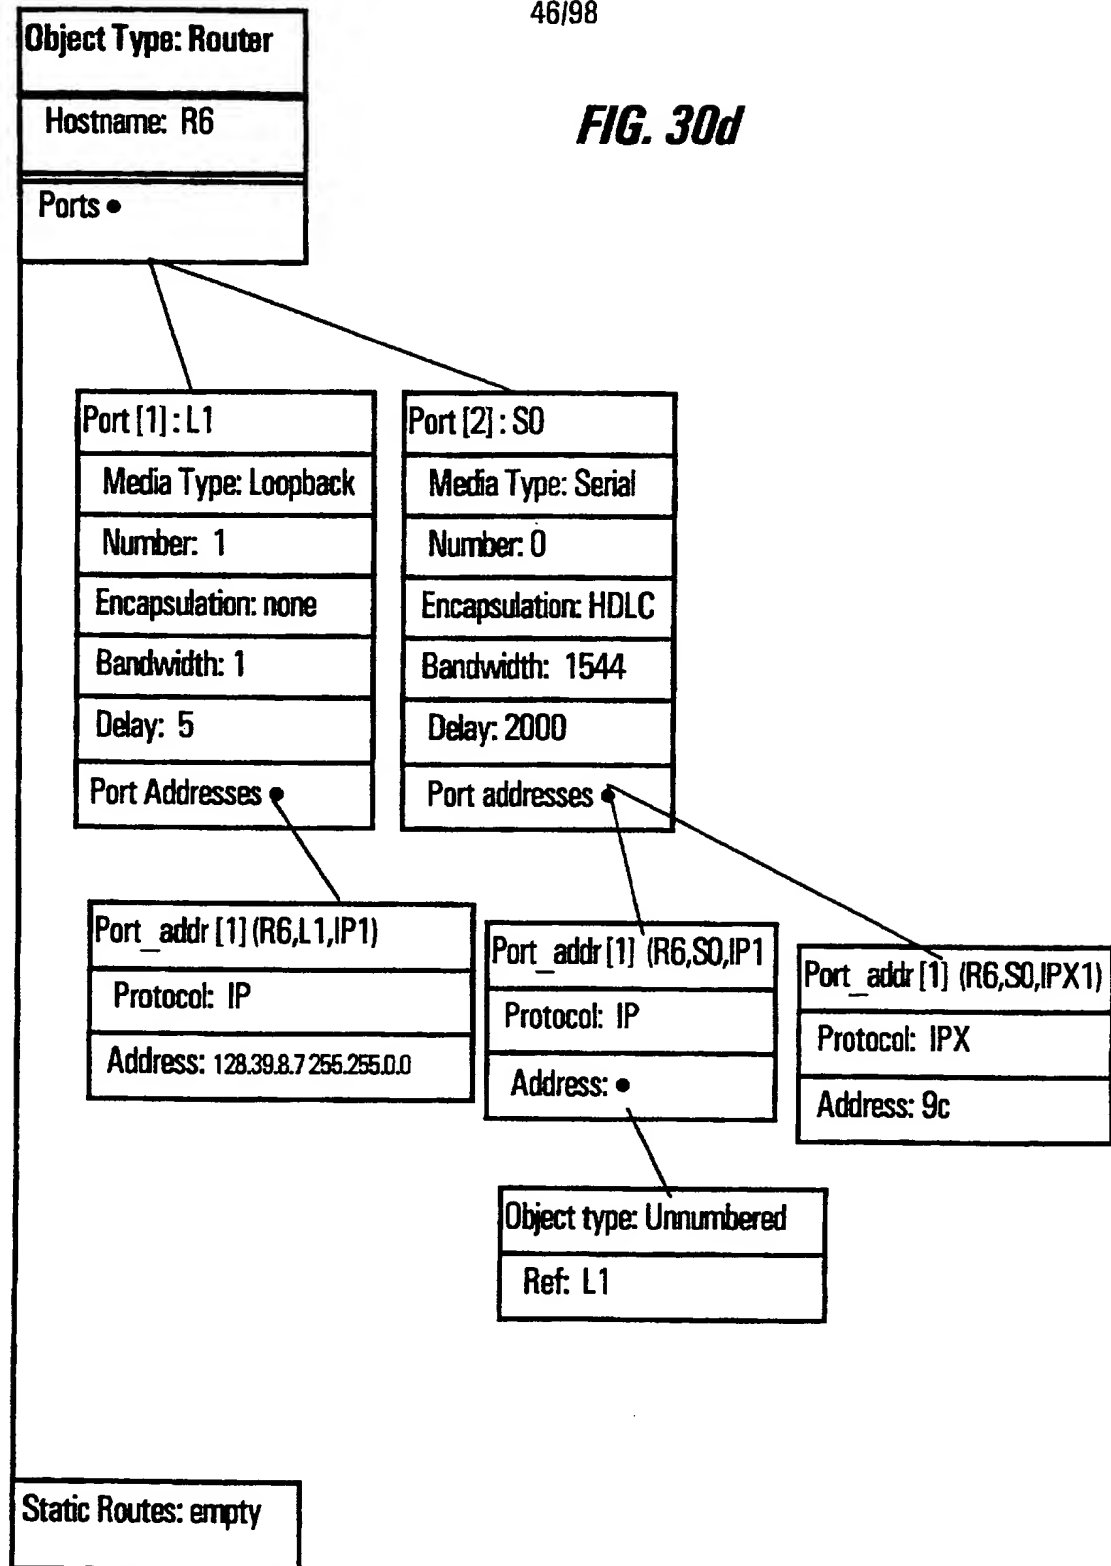 46/98
FIG. 30d
Object Type: Router
Hostname: R6
Ports
Port [1] : L1
Media Type: Loopback
Number: 1
Encapsulation: none
Bandwidth: 1
Delay: 5
Port Addresses
Port [2] : S0
Media Type: Serial
Number: 0
Encapsulation: HDLC
Bandwidth: 1544
Delay: 2000
Port addresses
Port_addr [1] (R6,L1,IP1)
Protocol: IP
Address: 128.39.8.7 255.255.0.0
Port_addr [1] (R6,S0,IP1
Protocol: IP
Address:
Port_addr [1] (R6,S0,IPX1)
Protocol: IPX
Address: 9c
Object type: Unnumbered
Ref: L1
Static Routes: empty